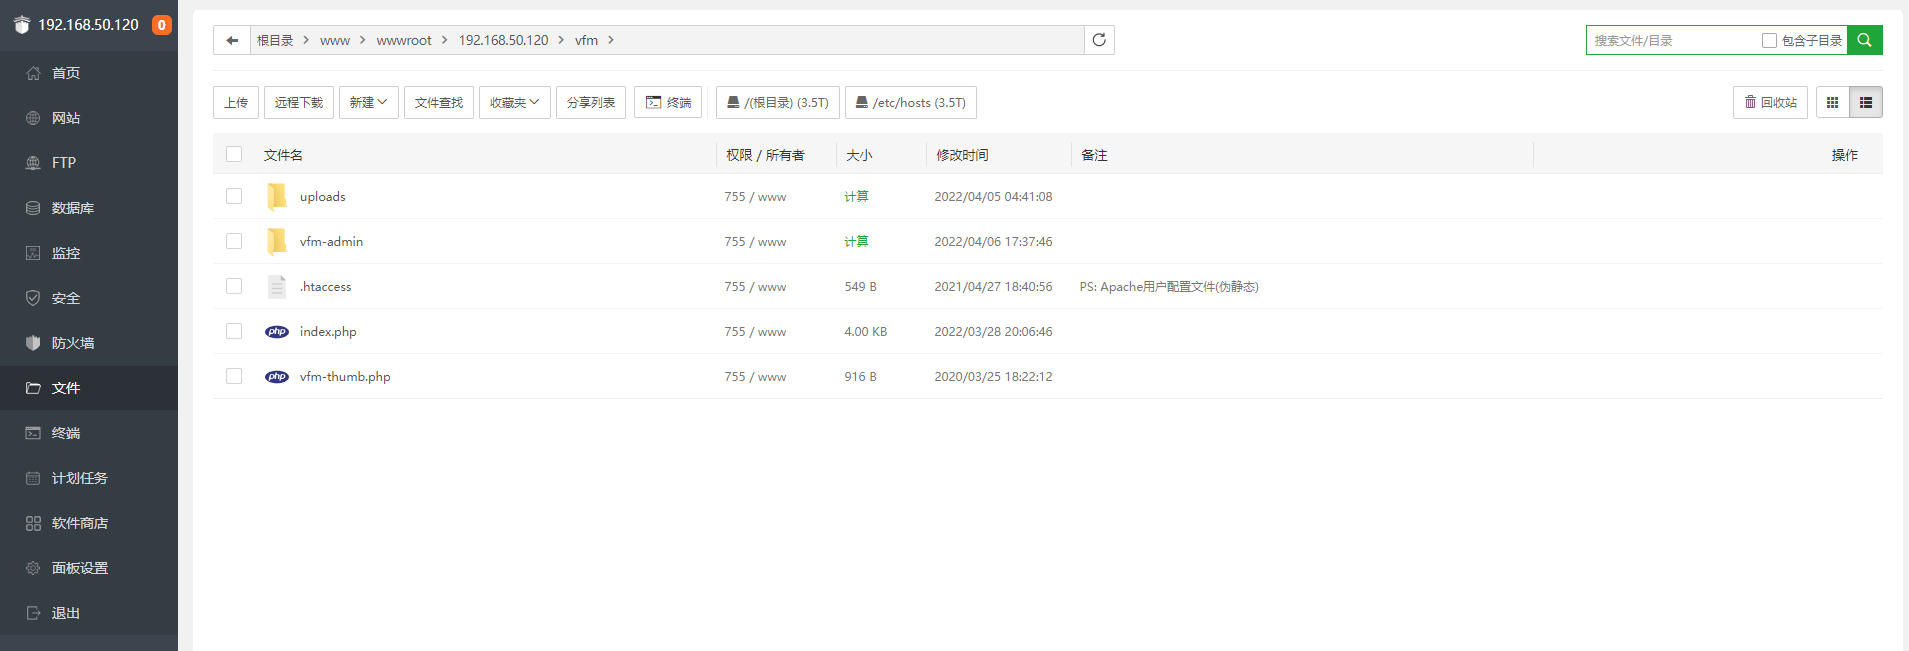 192.168.50.120 0
首页
网站
FTP
数据库
监控
安全
防火墙
文件
终端
计划任务
软件商店
面板设置
退出
根目录 > www > wwwroot > 192.168.50.120 > vfm >
搜索文件/目录 包含子目录
上传 远程下载 新建 文件查找 收藏夹 分享列表 终端 /(根目录) (3.5T) /etc/hosts (3.5T) 回收站
文件名 权限 / 所有者 大小 修改时间 备注 操作
uploads 755 / www 计算 2022/04/05 04:41:08
vfm-admin 755 / www 计算 2022/04/06 17:37:46
.htaccess 755 / www 549 B 2021/04/27 18:40:56 PS: Apache用户配置文件(伪静态)
php index.php 755 / www 4.00 KB 2022/03/28 20:06:46
php vfm-thumb.php 755 / www 916 B 2020/03/25 18:22:12